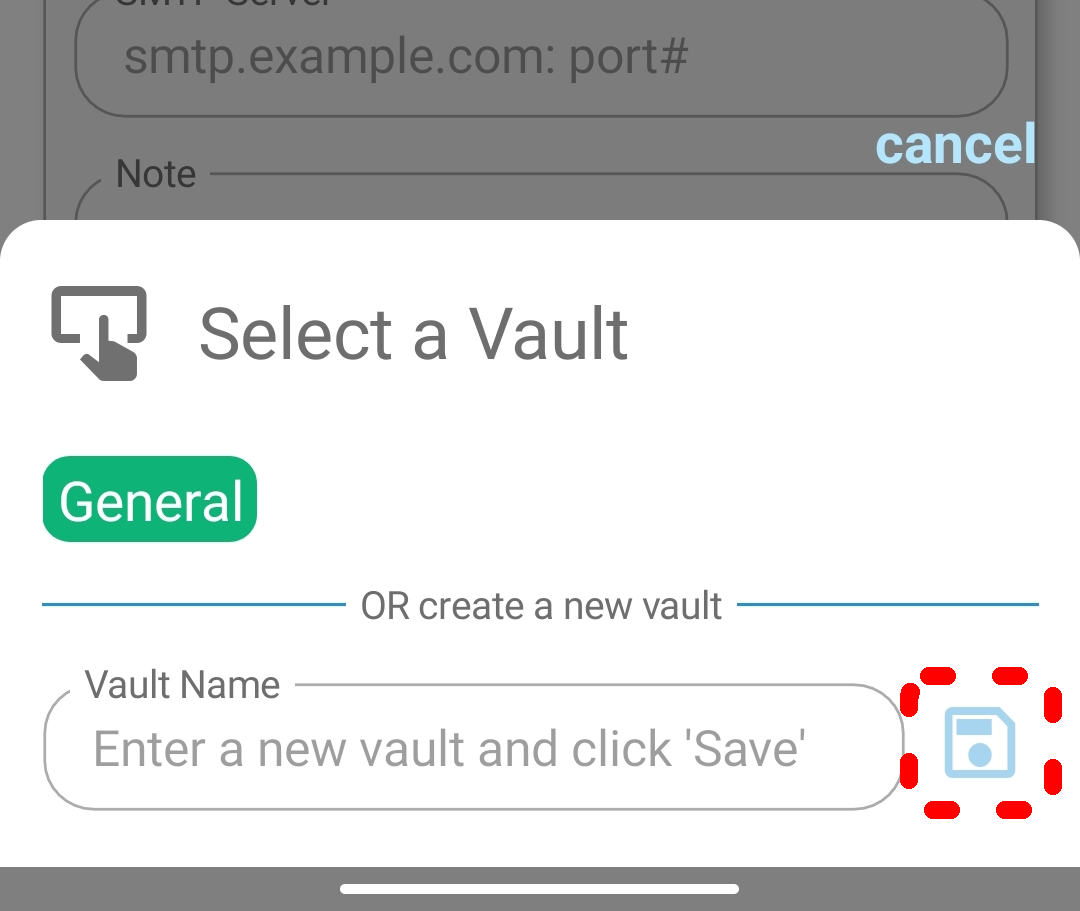 SMTP Server
smtp.example.com: port#
cancel
Note
Select a Vault
General
OR create a new vault
Vault Name
Enter a new vault and click 'Save'